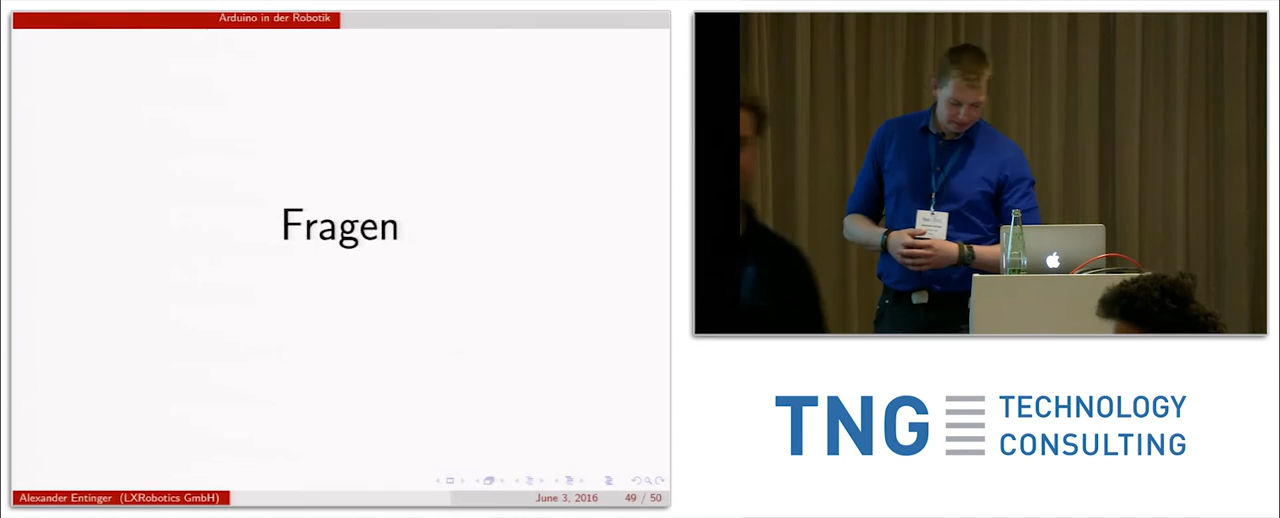 Arduino in der Robotik
Fragen
Alexander Entinger (LXRobotics GmbH)
June 3, 2016
49 / 50
TNG TECHNOLOGY
CONSULTING